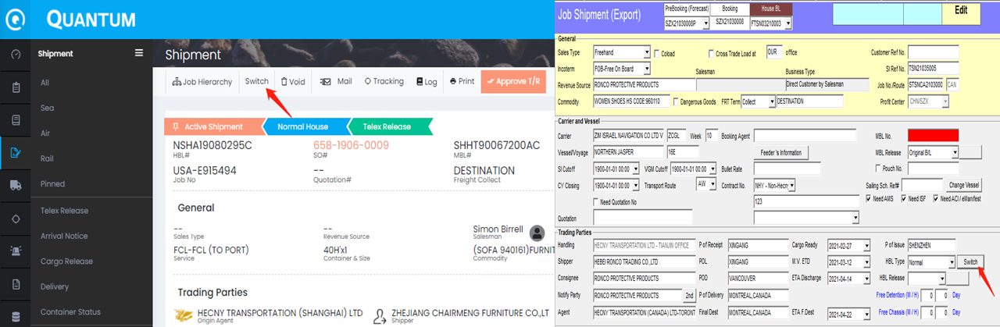 QUANTUM
Shipment
All
Sea
Air
Rail
Pinned
Telex Release
Arrival Notice
Cargo Release
Delivery
Container Status
Shipment
Job Hierarchy Switch Void Mail Tracking Log Print Approve T/R
Active Shipment Normal House Telex Release
NSHA19080295C 658-1906-0009 SHHT90067200AC
HBL# SO# MBL#
USA-E915494 -- DESTINATION
Job No Quotation# Freight Collect
General
-- -- Simon Birrell
Sales Type Revenue Source Salesman
FCL-FCL (TO PORT) 40H'x1 (SOFA 940161)FURNIT
Service Container & Size Commodity
Trading Parties
HECNY TRANSPORTATION (SHANGHAI) LTD ZHEJIANG CHAIRMENG FURNITURE CO.,LT
Origin Agent Shipper
Job Shipment (Export)
PreBooking (Forecast) Booking House BL Edit
SZX21030008P SZX21030008 FTSN03210003
General
Sales Type Freehand Coload Cross Trade Load at OUR office Customer Ref No.
Incoterm FOB-Free On Board Salesman Business Type SI Ref No. TSN21035005
Revenue Source RONCO PROTECTIVE PRODUCTS Direct Customer by Salesman Job No./Route STSNCA2103000 CAN
Commodity WOMEN SHOES HS CODE:960110 Dangerous Goods FRT Term Collect DESTINATION Profit Center CHN/SZX
Carrier and Vessel
Carrier ZIM ISRAEL NAVIGATION CO LTD V ZCGL Week 10 Booking Agent MBL No.
Vessel/Voyage NORTHERN JASPER 16E Feeder 's Information MBL Release Original B/L
SI Cutoff 1900-01-01 00:00 VGM Cutoff 1900-01-01 00:00 Bullet Rate Pouch No.
CY Closing 1900-01-01 00:00 Transport Route AW Contract No. NHY - Non-Hecny Sailing Sch. Ref# Change Vessel
Need Quotation No 123 Need AMS Need ISF Need ACI / eManifest
Quotation
Trading Parties
Handing HECNY TRANSPORTATION LTD - TIANJIN OFFICE P of Receipt XINGANG Cargo Ready 2021-02-27 P of Issue SHENZHEN
Shipper HEBEI RONCO TRADING CO.,LTD POL XINGANG M.V. ETD 2021-03-12 HBL Type Normal Switch
Consignee RONCO PROTECTIVE PRODUCTS POD VANCOUVER ETA Discharge 2021-04-14 HBL Release
Notify Party RONCO PROTECTIVE PRODUCTS 2nd P of Delivery MONTREAL,CANADA Free Detention (M / H) 0 0 Day
Agent HECNY TRANSPORTATION (CANADA) LTD-TORONT Final Dest MONTREAL,CANADA ETA F.Dest 2021-04-22 Free Chassis (M / H) 0 0 Day